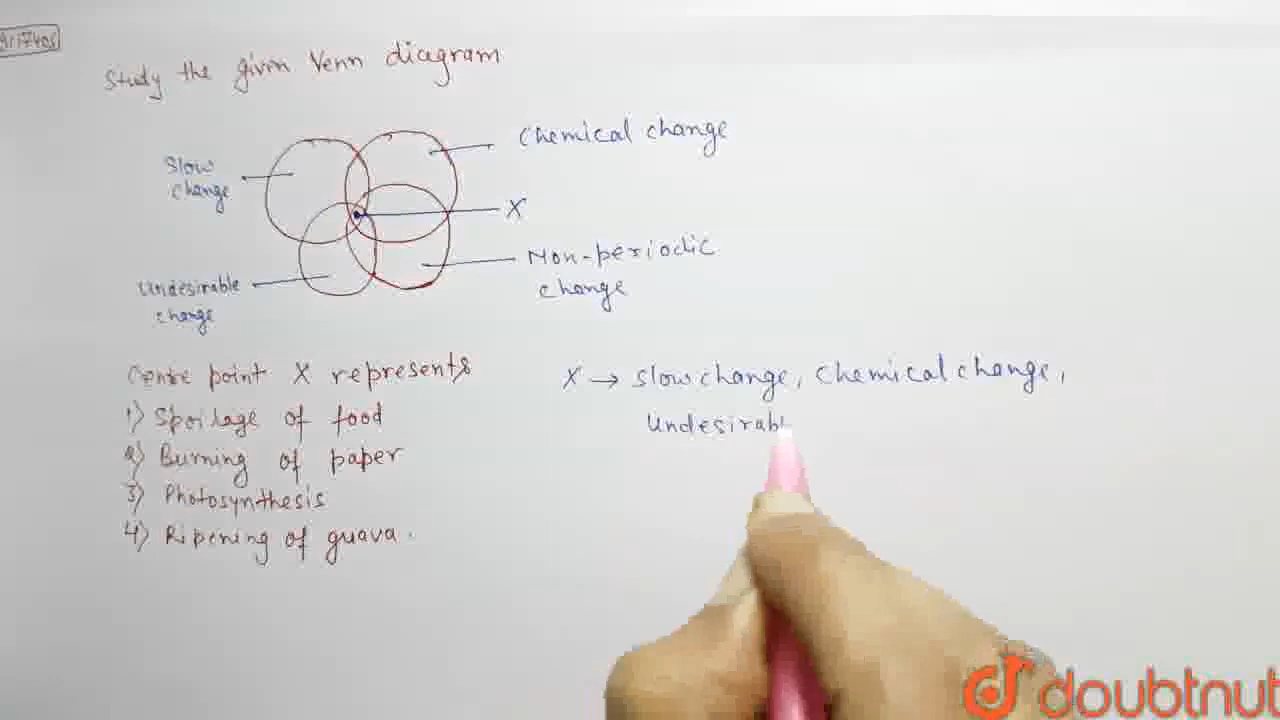 Study the given Venn diagram
Chemical change
Slow
change
X
Non-periodic
change
Undesirable
change
Centre point X represents
1) Spoilage of food
2) Burning of paper
3) Photosynthesis
4) Ripening of guava.
X → Slow change, Chemical change,
Undesirabl
doubtnut